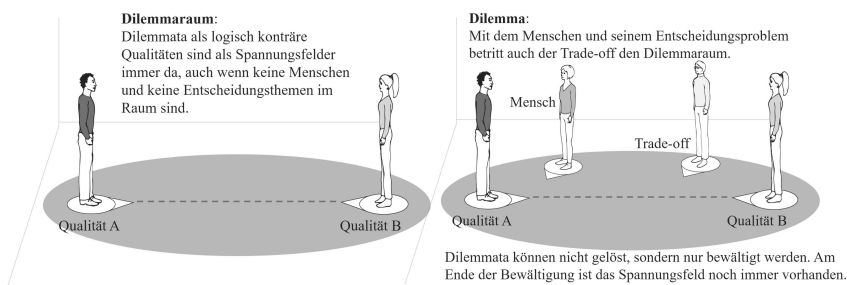 Dilemmaraum:
Dilemmata als logisch konträre
Qualitäten sind als Spannungsfelder
immer da, auch wenn keine Menschen
und keine Entscheidungsthemen im
Raum sind.
Qualität A
Qualität B
Dilemma:
Mit dem Menschen und seinem Entscheidungsproblem
betritt auch der Trade-off den Dilemmaraum.
Mensch
Trade-off
Qualität A
Qualität B
Dilemmata können nicht gelöst, sondern nur bewältigt werden. Am
Ende der Bewältigung ist das Spannungsfeld noch immer vorhanden.